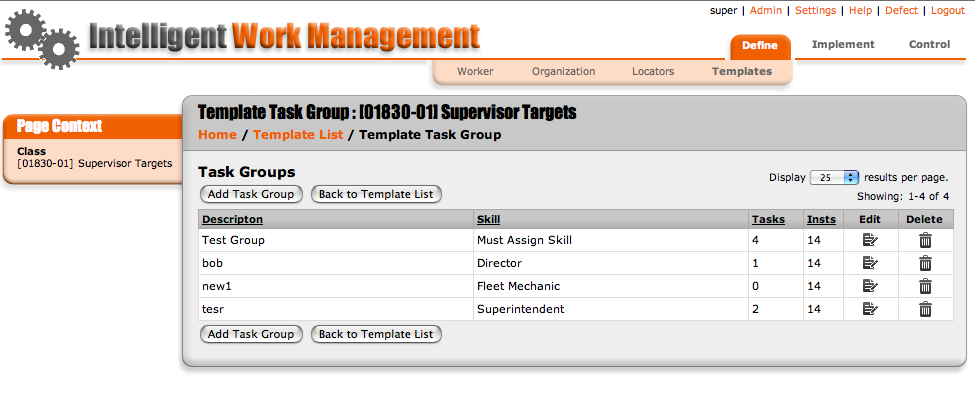 super | Admin | Settings | Help | Defect | Logout
Intelligent Work Management
Define Implement Control
Worker Organization Locators Templates
Page Context
Class
[01830-01] Supervisor Targets
Template Task Group : [01830-01] Supervisor Targets
Home / Template List / Template Task Group
Task Groups
Display 25 results per page.
Add Task Group Back to Template List
Showing: 1-4 of 4
Descripton Skill Tasks Insts Edit Delete
Test Group Must Assign Skill 4 14
bob Director 1 14
new1 Fleet Mechanic 0 14
tesr Superintendent 2 14
Add Task Group Back to Template List